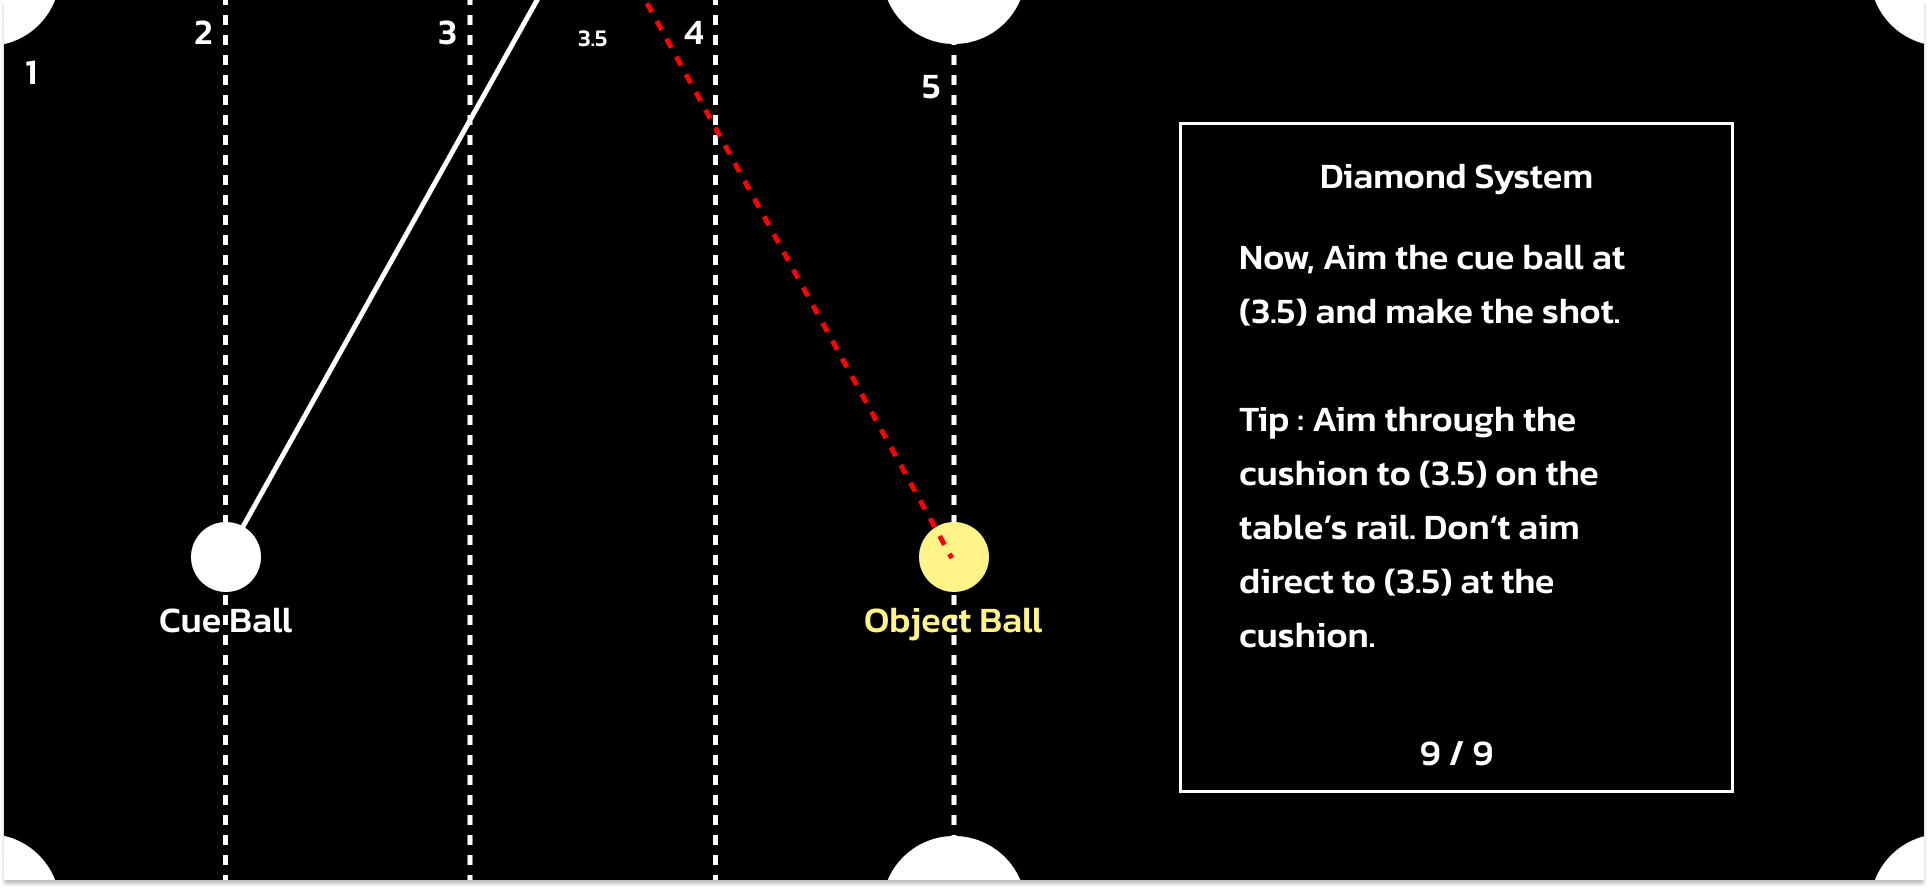 1
2
3
3.5
4
5
Cue Ball
Object Ball
Diamond System
Now, Aim the cue ball at
(3.5) and make the shot.
Tip : Aim through the
cushion to (3.5) on the
table’s rail. Don’t aim
direct to (3.5) at the
cushion.
9 / 9